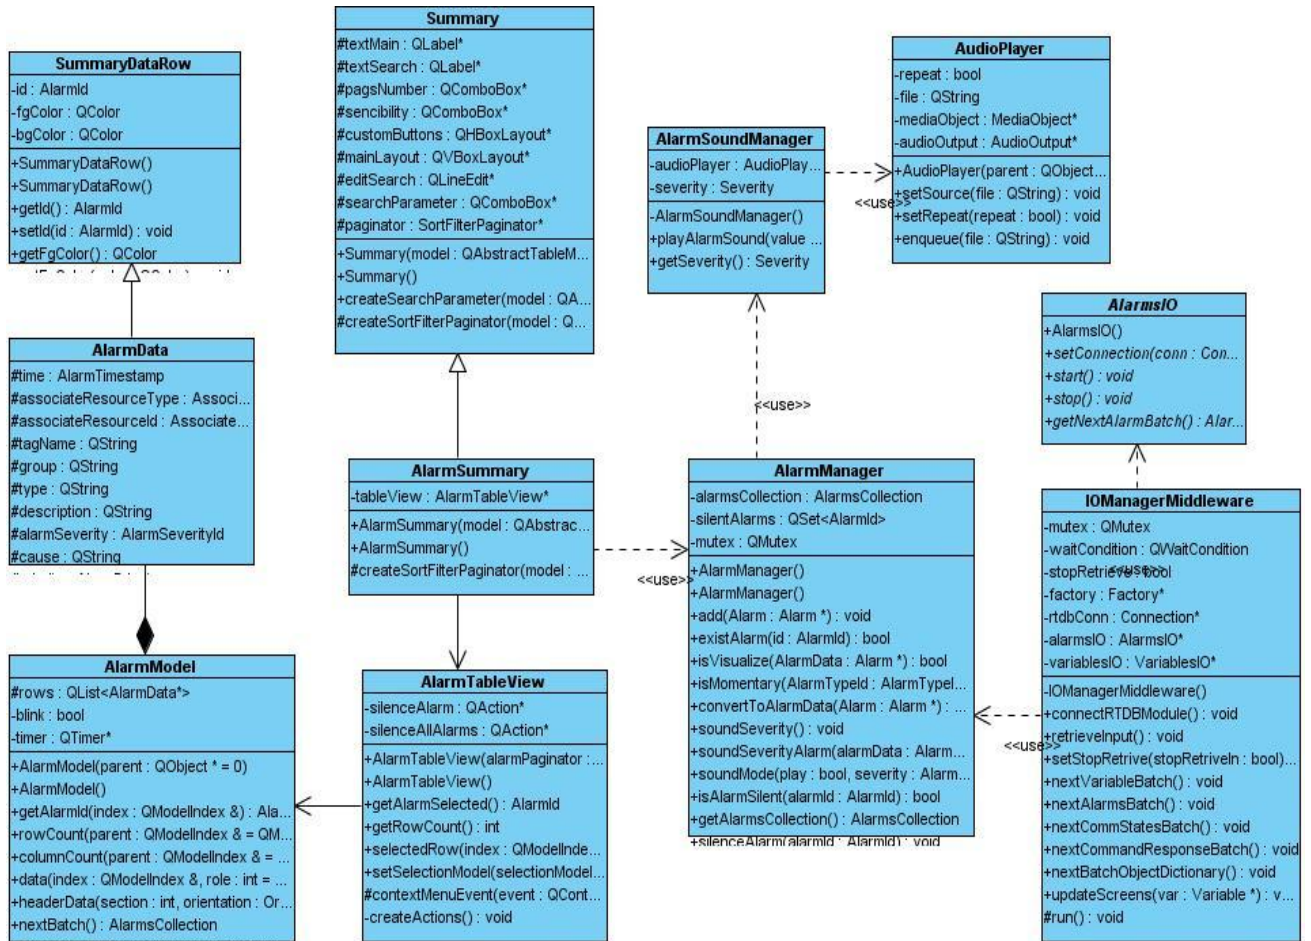 SummaryDataRow
-id : AlarmId
-fgColor : QColor
-bgColor : QColor
+SummaryDataRow()
+SummaryDataRow()
+getId() : AlarmId
+setId(id : AlarmId) : void
+getFgColor() : QColor
Summary
#textMain : QLabel*
#textSearch : QLabel*
#pagsNumber : QComboBox*
#sencibility : QComboBox*
#customButtons : QHBoxLayout*
#mainLayout : QVBoxLayout*
#editSearch : QLineEdit*
#searchParameter : QComboBox*
#paginator : SortFilterPaginator*
+Summary(model : QAbstractTableM...
+Summary()
+createSearchParameter(model : QA...
#createSortFilterPaginator(model : Q...
AudioPlayer
-repeat : bool
-file : QString
-mediaObject : MediaObject*
-audioOutput : AudioOutput*
+AudioPlayer(parent : QObject...
+setSource(file : QString) : void
+setRepeat(repeat : bool) : void
+enqueue(file : QString) : void
AlarmSoundManager
-audioPlayer : AudioPlay...
-severity : Severity
-AlarmSoundManager()
+playAlarmSound(value ...
+getSeverity() : Severity
<<use>>
AlarmsIO
+AlarmsIO()
+setConnection(conn : Con...
+start() : void
+stop() : void
+getNextAlarmBatch() : Alar...
AlarmData
#time : AlarmTimestamp
#associateResourceType : Associ...
#associateResourceId : Associate...
#tagName : QString
#group : QString
#type : QString
#description : QString
#alarmSeverity : AlarmSeverityId
#cause : QString
<<use>>
AlarmSummary
-tableView : AlarmTableView*
+AlarmSummary(model : QAbstrac...
+AlarmSummary()
#createSortFilterPaginator(model : ...
<<use>>
AlarmManager
-alarmsCollection : AlarmsCollection
-silentAlarms : QSet<AlarmId>
-mutex : QMutex
+AlarmManager()
+AlarmManager()
+add(Alarm : Alarm *) : void
+existAlarm(id : AlarmId) : bool
+isVisualize(AlarmData : Alarm *) : bool
+isMomentary(AlarmTypeId : AlarmTypeI...
+convertToAlarmData(Alarm : Alarm *) : ...
+soundSeverity() : void
+soundSeverityAlarm(alarmData : Alarm...
+soundMode(play : bool, severity : Alarm...
+isAlarmSilent(alarmId : AlarmId) : bool
+getAlarmsCollection() : AlarmsCollection
+silenceAlarm(alarmId : AlarmId) : void
IOManagerMiddleware
-mutex : QMutex
-waitCondition : QWaitCondition
-stopRetrieve : bool
<<use>>
-factory : Factory*
-rtdbConn : Connection*
-alarmsIO : AlarmsIO*
-variablesIO : VariablesIO*
-IOManagerMiddleware()
+connectRTDBModule() : void
+retrieveInput() : void
+setStopRetrive(stopRetriveIn : bool)...
+nextVariableBatch() : void
+nextAlarmsBatch() : void
+nextCommStatesBatch() : void
+nextCommandResponseBatch() : void
+nextBatchObjectDictionary() : void
+updateScreens(var : Variable *) : v...
#run() : void
<<use>>
AlarmModel
#rows : QList<AlarmData*>
-blink : bool
-timer : QTimer*
+AlarmModel(parent : QObject * = 0)
+AlarmModel()
+getAlarmId(index : QModelIndex &) : Ala...
+rowCount(parent : QModelIndex & = QM...
+columnCount(parent : QModelIndex & = ...
+data(index : QModelIndex &, role : int = ...
+headerData(section : int, orientation : Or...
+nextBatch() : AlarmsCollection
AlarmTableView
-silenceAlarm : QAction*
-silenceAllAlarms : QAction*
+AlarmTableView(alarmPaginator : ...
+AlarmTableView()
+getAlarmSelected() : AlarmId
+getRowCount() : int
+selectedRow(index : QModelInde...
+setSelectionModel(selectionModel...
#contextMenuEvent(event : QCont...
-createActions() : void